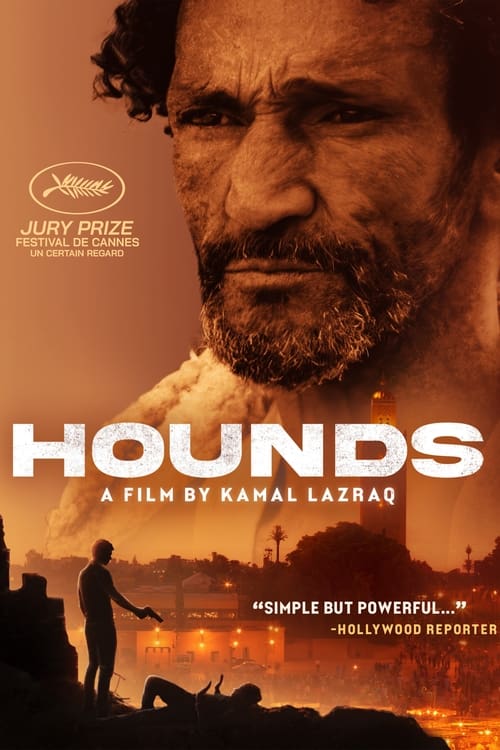 JURY PRIZE
FESTIVAL DE CANNES
UN CERTAIN REGARD
HOUNDS
A FILM BY KAMAL LAZRAQ
“SIMPLE BUT POWERFUL...”
-HOLLYWOOD REPORTER